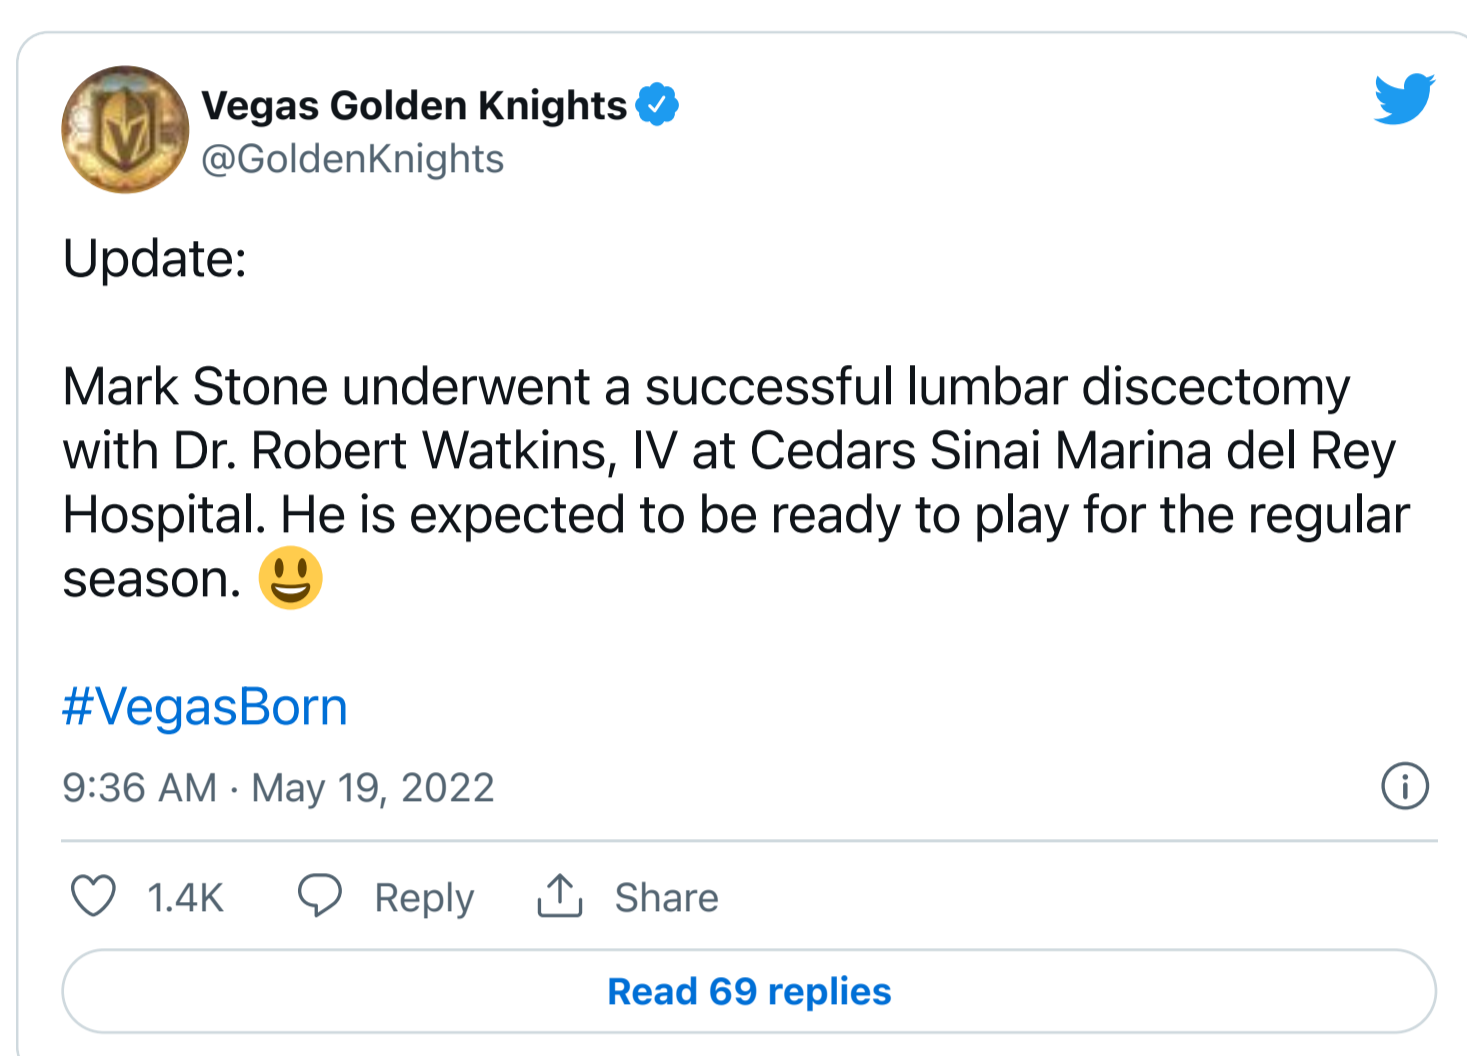 Vegas Golden Knights
@GoldenKnights
Update:
Mark Stone underwent a successful lumbar discectomy
with Dr. Robert Watkins, IV at Cedars Sinai Marina del Rey
Hospital. He is expected to be ready to play for the regular
season. 😃
#VegasBorn
9:36 AM · May 19, 2022
1.4K Reply Share
Read 69 replies